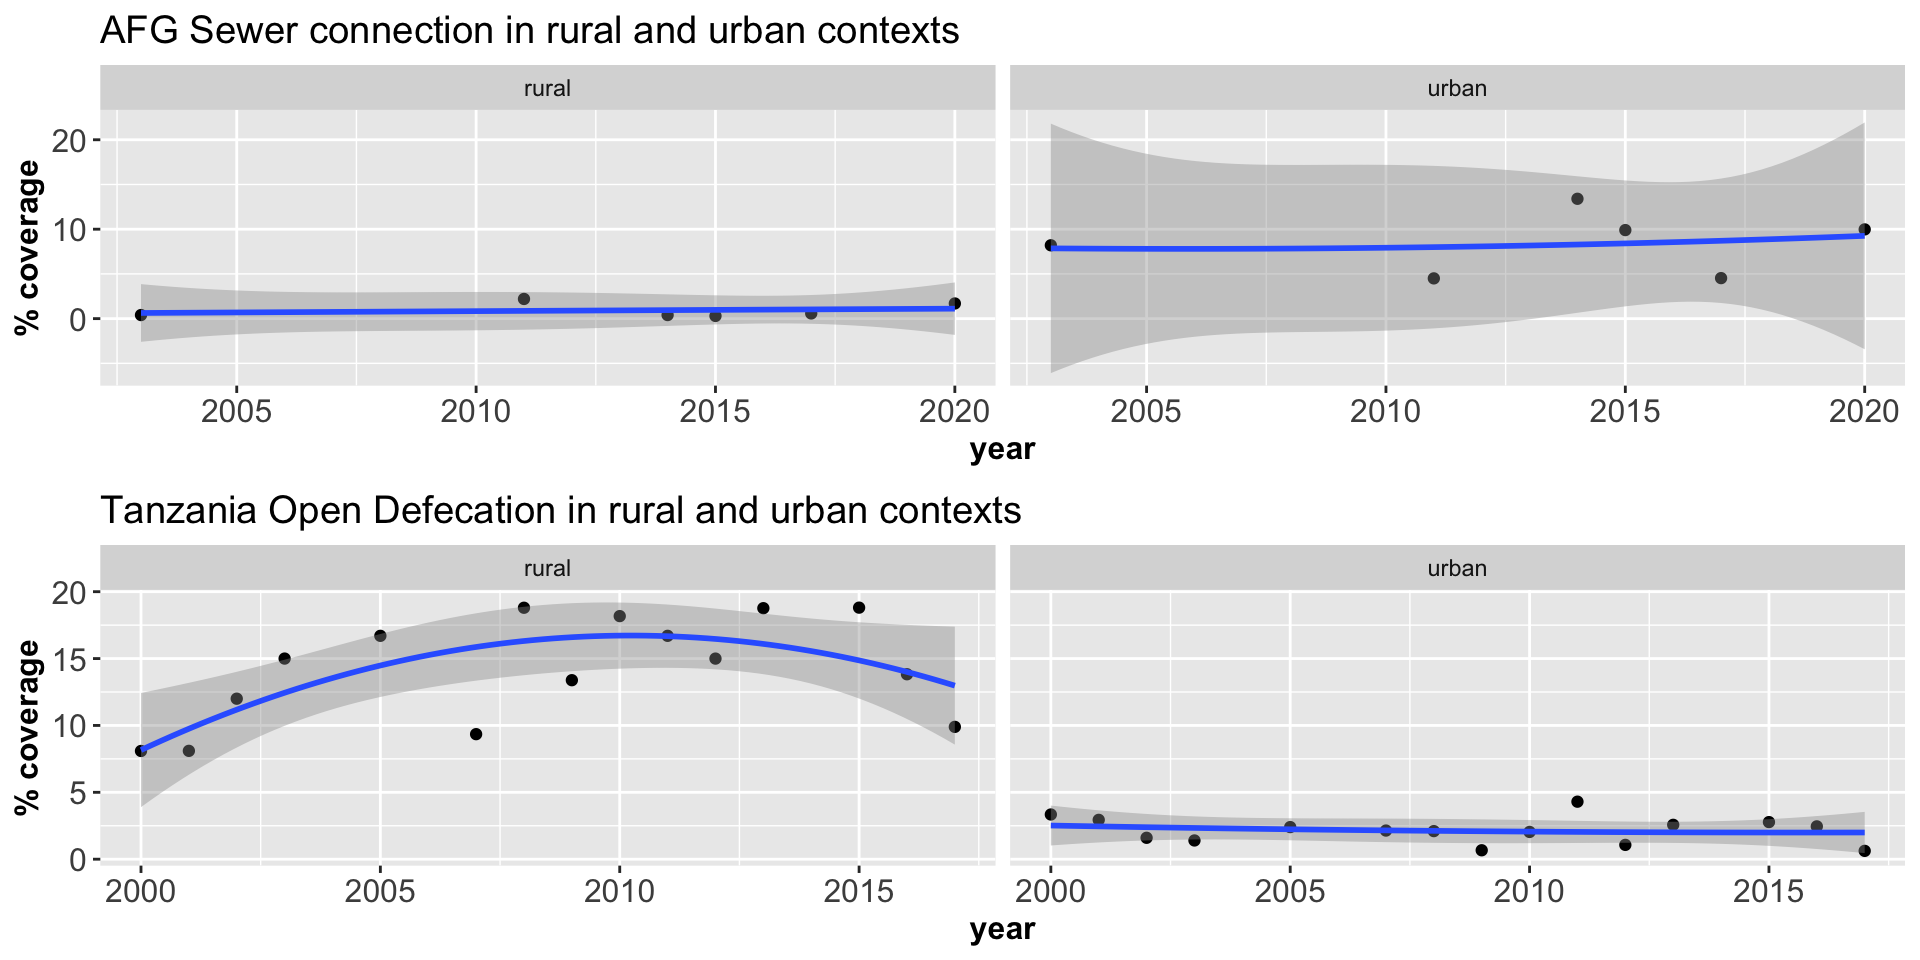 AFG Sewer connection in rural and urban contexts
rural
urban
% coverage
20
10
0
2005 2010 2015 2020
2005 2010 2015 2020
year
Tanzania Open Defecation in rural and urban contexts
rural
urban
% coverage
20
15
10
5
0
2000 2005 2010 2015
2000 2005 2010 2015
year